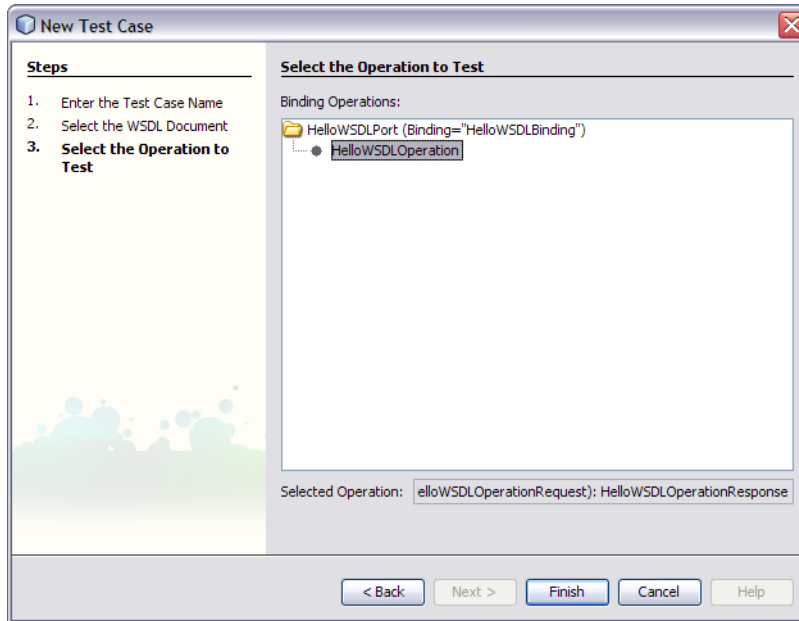 New Test Case
Steps
1. Enter the Test Case Name
2. Select the WSDL Document
3. Select the Operation to
Test
Select the Operation to Test
Binding Operations:
HelloWSDLPort (Binding="HelloWSDLBinding")
HelloWSDLOperation
Selected Operation: elloWSDLOperationRequest): HelloWSDLOperationResponse
< Back Next > Finish Cancel Help